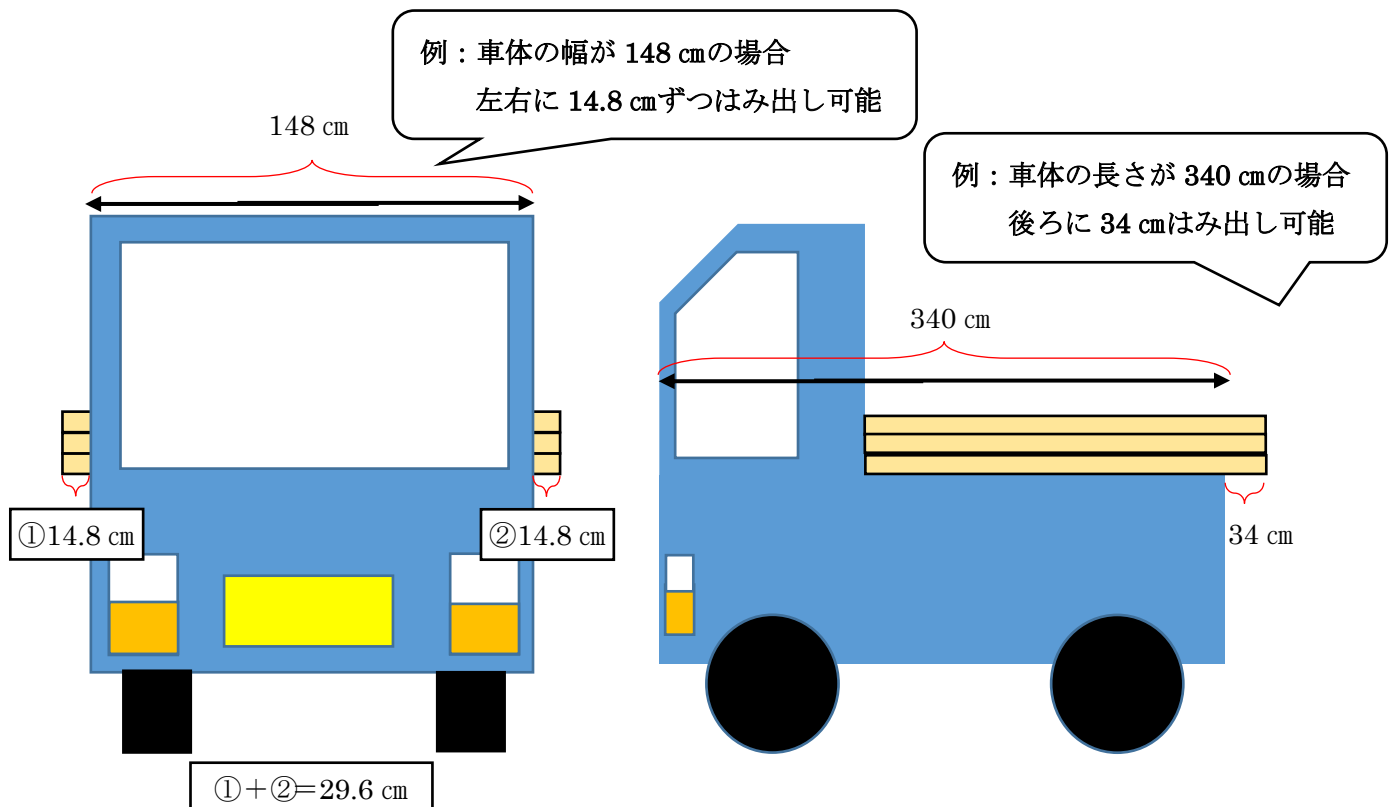 例：車体の幅が 148 ㎝の場合
左右に 14.8 ㎝ずつはみ出し可能
148 ㎝
例：車体の長さが 340 ㎝の場合
後ろに 34 ㎝はみ出し可能
340 ㎝
①14.8 ㎝
②14.8 ㎝
34 ㎝
①＋②＝29.6 ㎝